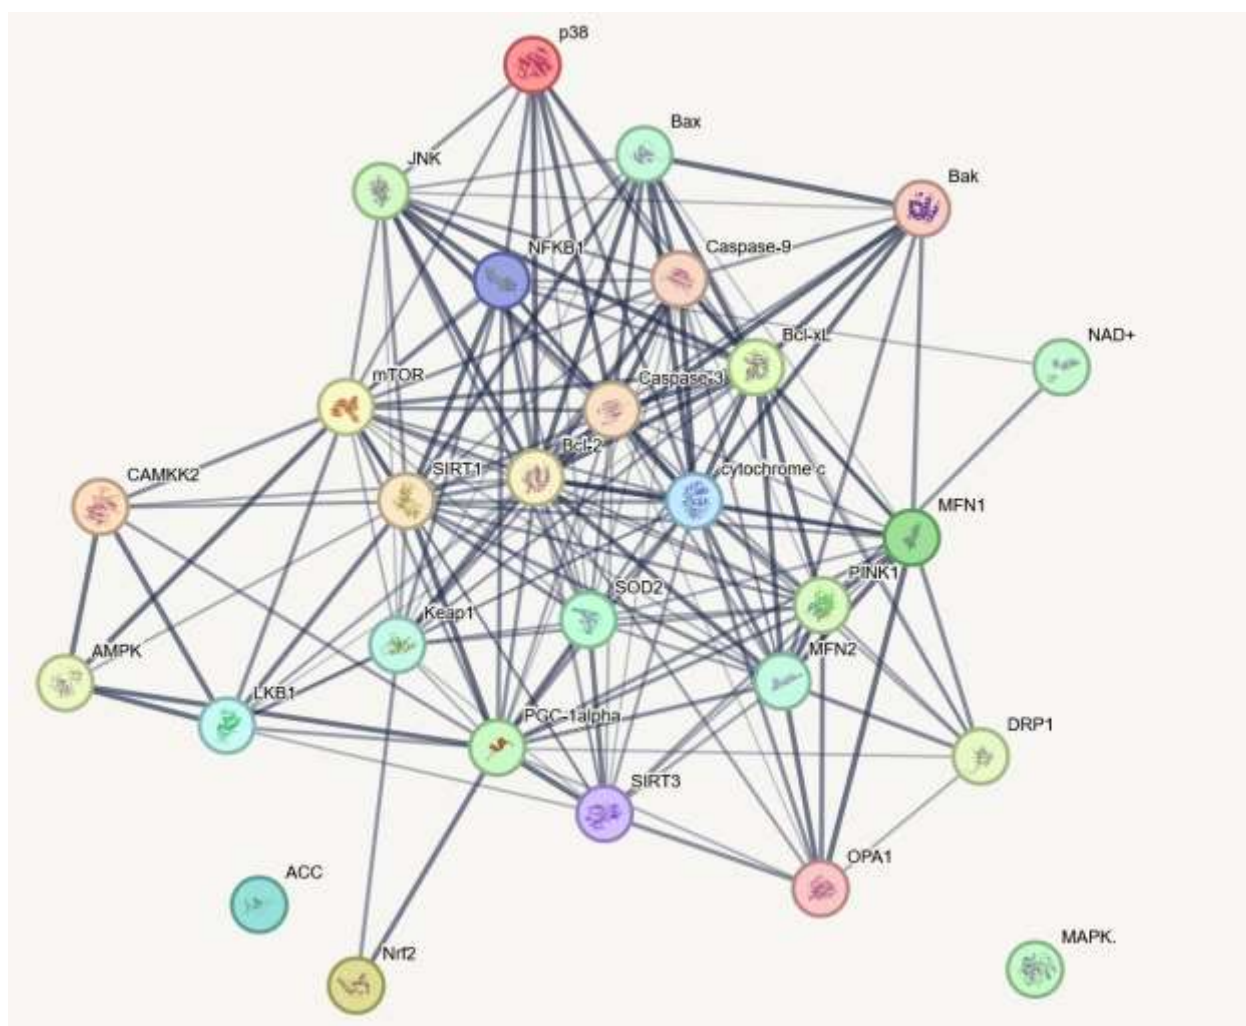 p38
Bax
JNK
Bak
NFKB1
Caspase-9
Bcl-xL
NAD+
mTOR
Caspase-3
Bcl-2
CAMKK2
SIRT1
cytochrome c
MFN1
PINK1
SOD2
Keap1
AMPK
MFN2
LKB1
PGC-1alpha
DRP1
SIRT3
OPA1
ACC
MAPK.
Nrf2